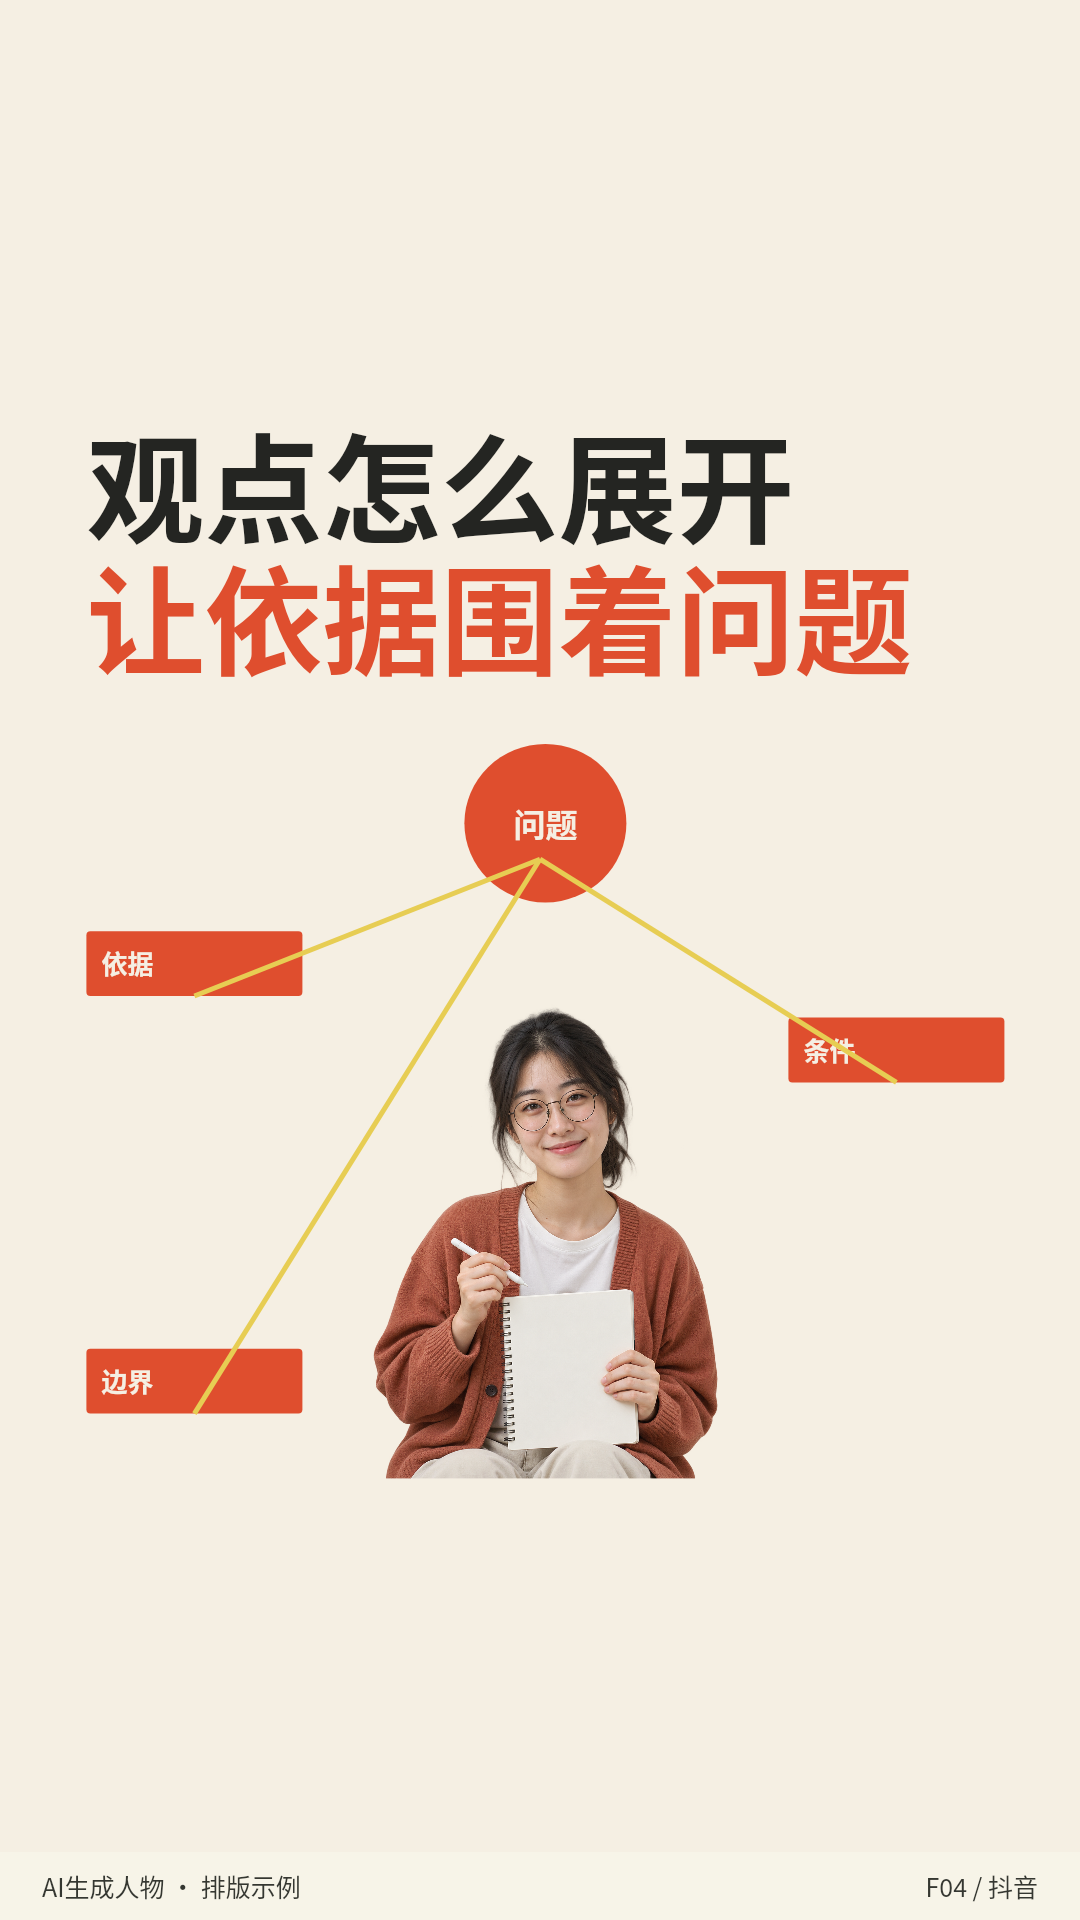 观点怎么展开
让依据围着问题
问题
依据
条件
边界
AI生成人物 · 排版示例
F04 / 抖音